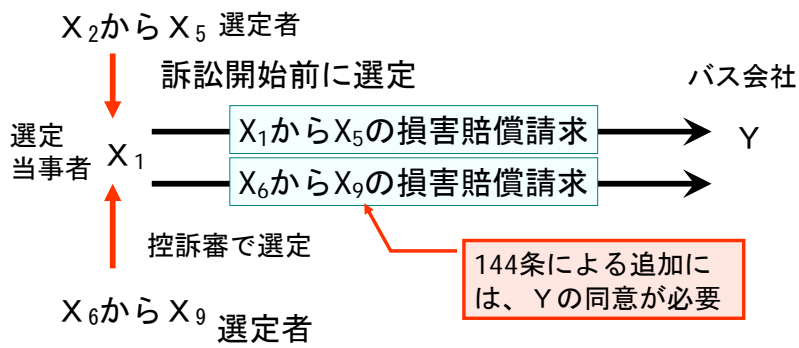 X₂からX₅ 選定者
訴訟開始前に選定
バス会社
選定
当事者 X₁
X₁からX₅の損害賠償請求
Y
X₆からX₉の損害賠償請求
控訴審で選定
144条による追加に
は、Yの同意が必要
X₆からX₉ 選定者